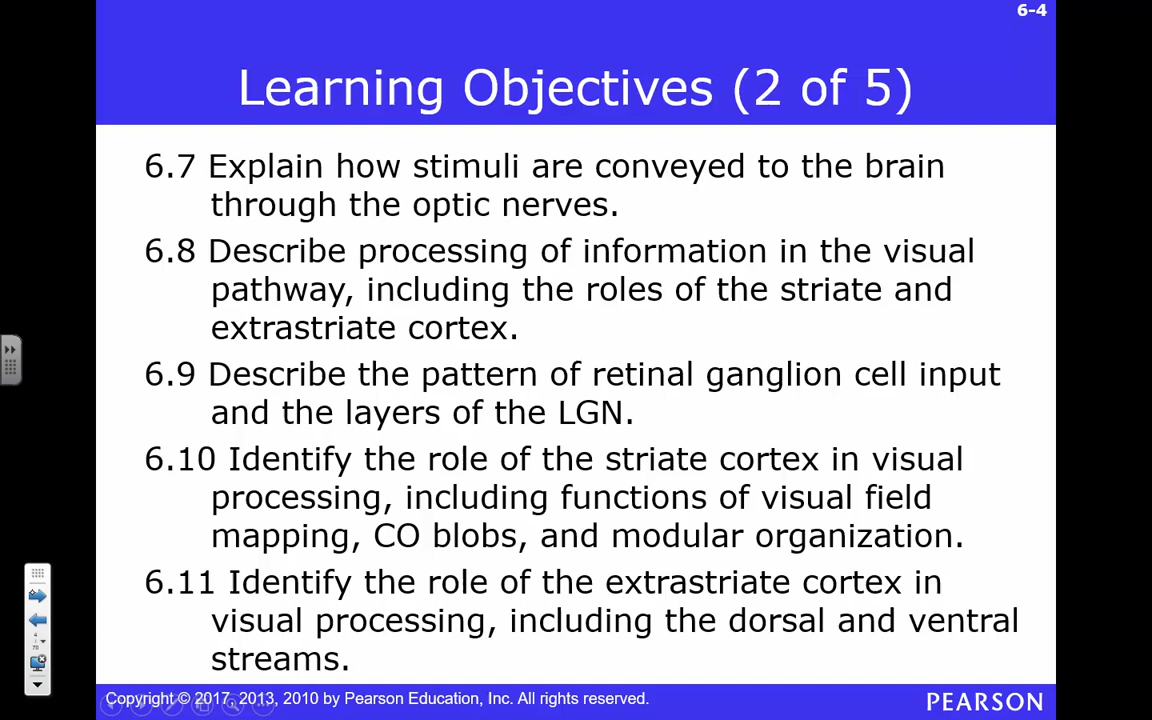 6-4
Learning Objectives (2 of 5)
6.7 Explain how stimuli are conveyed to the brain
through the optic nerves.
6.8 Describe processing of information in the visual
pathway, including the roles of the striate and
extrastriate cortex.
6.9 Describe the pattern of retinal ganglion cell input
and the layers of the LGN.
6.10 Identify the role of the striate cortex in visual
processing, including functions of visual field
mapping, CO blobs, and modular organization.
6.11 Identify the role of the extrastriate cortex in
visual processing, including the dorsal and ventral
streams.
Copyright © 2017, 2013, 2010 by Pearson Education, Inc. All rights reserved.
PEARSON